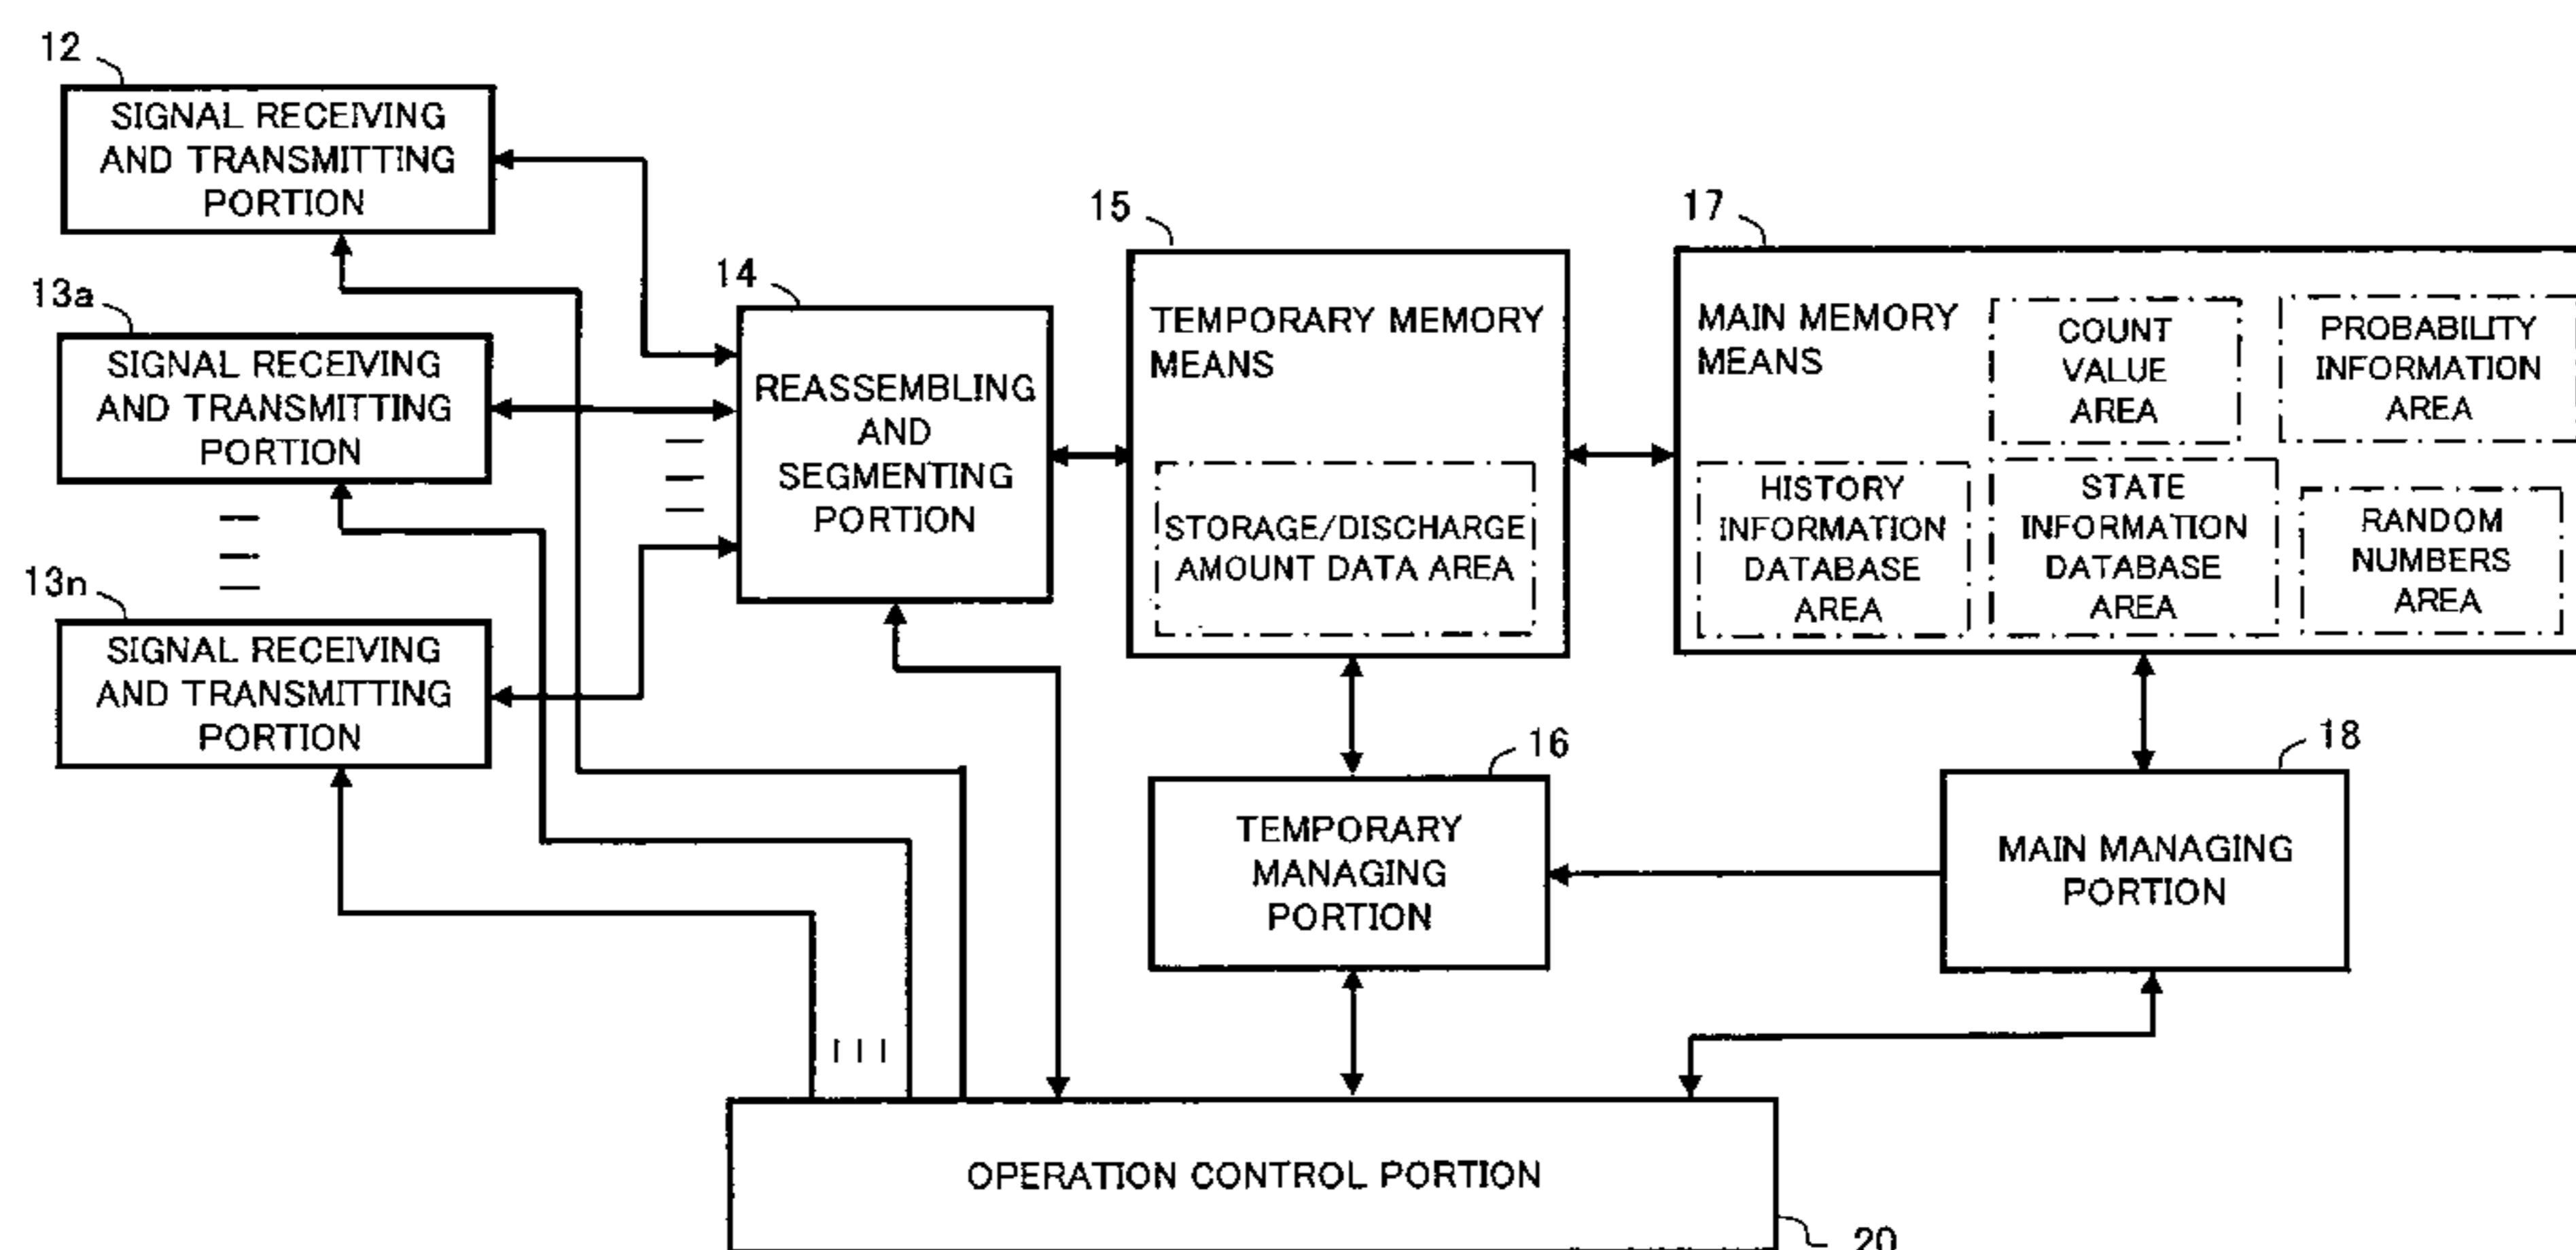 12
SIGNAL RECEIVING
AND TRANSMITTING
PORTION
13a
SIGNAL RECEIVING
AND TRANSMITTING
PORTION
13n
SIGNAL RECEIVING
AND TRANSMITTING
PORTION
14
REASSEMBLING
AND
SEGMENTING
PORTION
15
TEMPORARY MEMORY
MEANS
STORAGE/DISCHARGE
AMOUNT DATA AREA
17
MAIN MEMORY
MEANS
COUNT
VALUE
AREA
PROBABILITY
INFORMATION
AREA
HISTORY
INFORMATION
DATABASE
AREA
STATE
INFORMATION
DATABASE
AREA
RANDOM
NUMBERS
AREA
16
TEMPORARY
MANAGING
PORTION
18
MAIN MANAGING
PORTION
OPERATION CONTROL PORTION
20